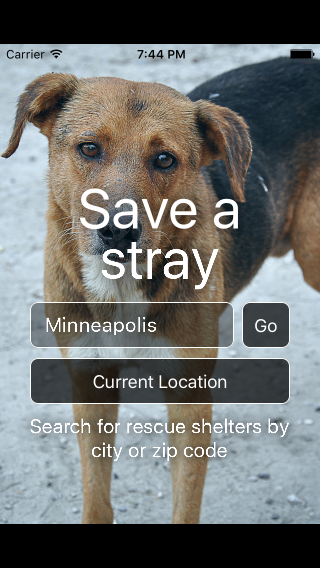 Carrier 7:44 PM
Save a
stray
Minneapolis Go
Current Location
Search for rescue shelters by
city or zip code